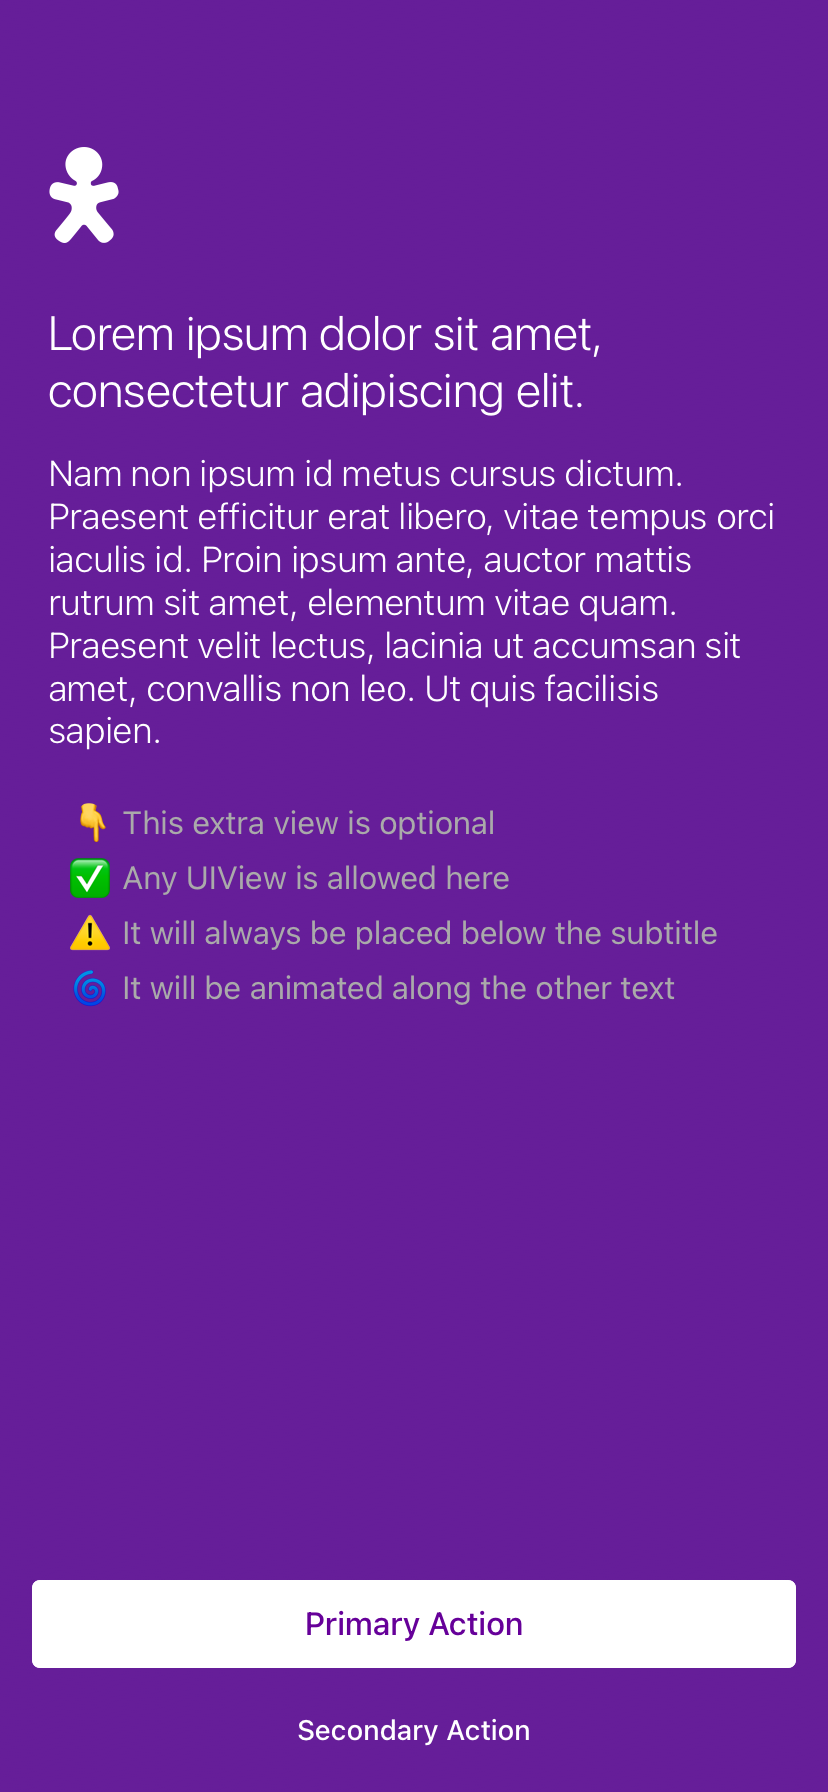 Lorem ipsum dolor sit amet,
consectetur adipiscing elit.
Nam non ipsum id metus cursus dictum.
Praesent efficitur erat libero, vitae tempus orci
iaculis id. Proin ipsum ante, auctor mattis
rutrum sit amet, elementum vitae quam.
Praesent velit lectus, lacinia ut accumsan sit
amet, convallis non leo. Ut quis facilisis
sapien.
👇 This extra view is optional
✅ Any UIView is allowed here
⚠️ It will always be placed below the subtitle
🌀 It will be animated along the other text
Primary Action
Secondary Action